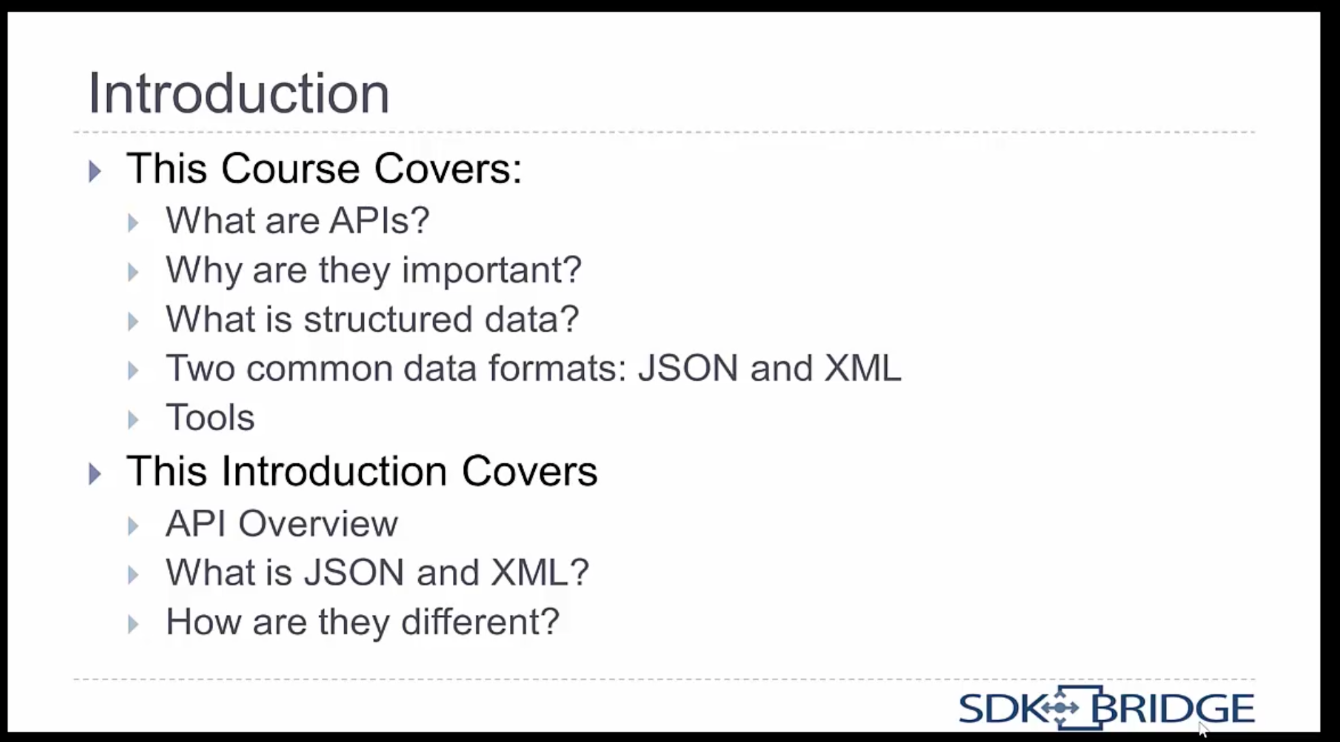 Introduction
This Course Covers:
What are APIs?
Why are they important?
What is structured data?
Two common data formats: JSON and XML
Tools
This Introduction Covers
API Overview
What is JSON and XML?
How are they different?
SDK BRIDGE